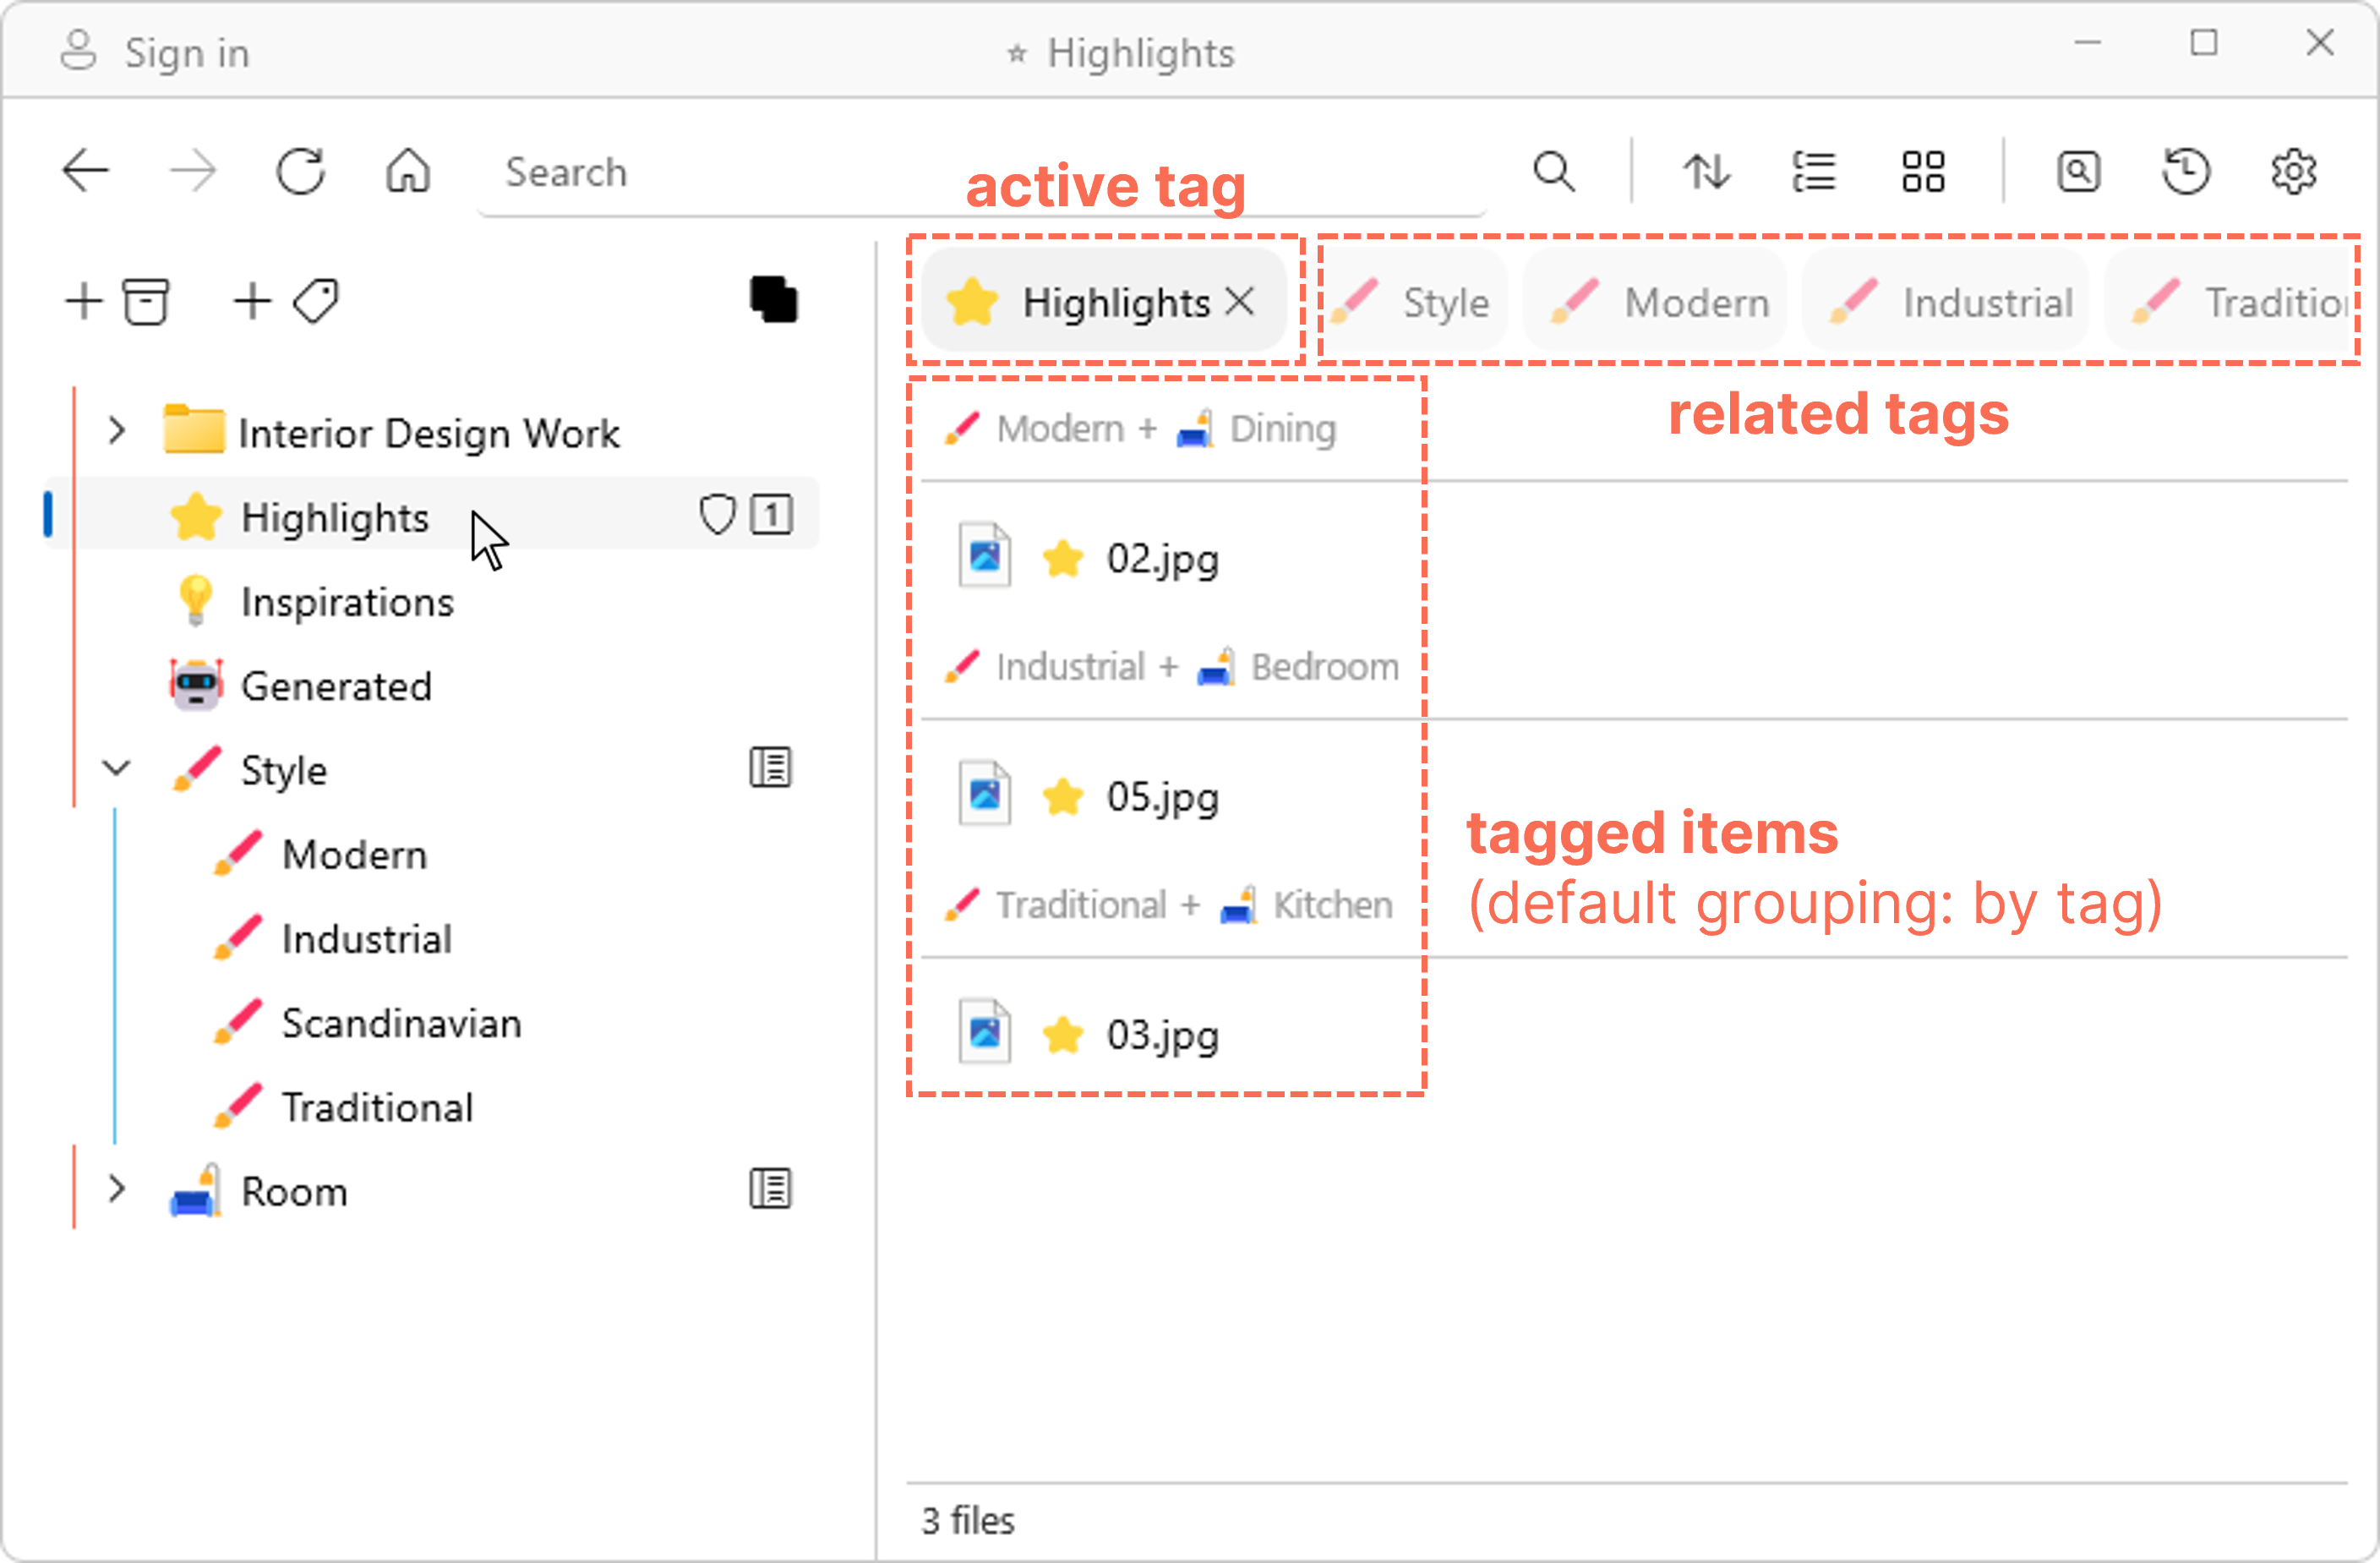 Sign in
Highlights
Search
active tag
Highlights
Style
Modern
Industrial
Traditio
related tags
Interior Design Work
Highlights
1
Inspirations
Generated
Style
Modern
Industrial
Scandinavian
Traditional
Room
Modern + Dining
02.jpg
Industrial + Bedroom
05.jpg
tagged items
(default grouping: by tag)
Traditional + Kitchen
03.jpg
3 files